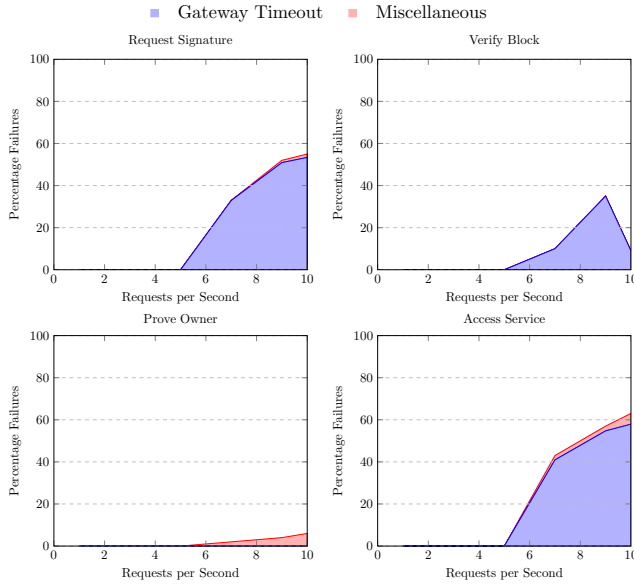 Gateway Timeout Miscellaneous
Request Signature
Percentage Failures
100
80
60
40
20
0
0 2 4 6 8 10
Requests per Second
Verify Block
Percentage Failures
100
80
60
40
20
0
0 2 4 6 8 10
Requests per Second
Prove Owner
Percentage Failures
100
80
60
40
20
0
0 2 4 6 8 10
Requests per Second
Access Service
Percentage Failures
100
80
60
40
20
0
0 2 4 6 8 10
Requests per Second